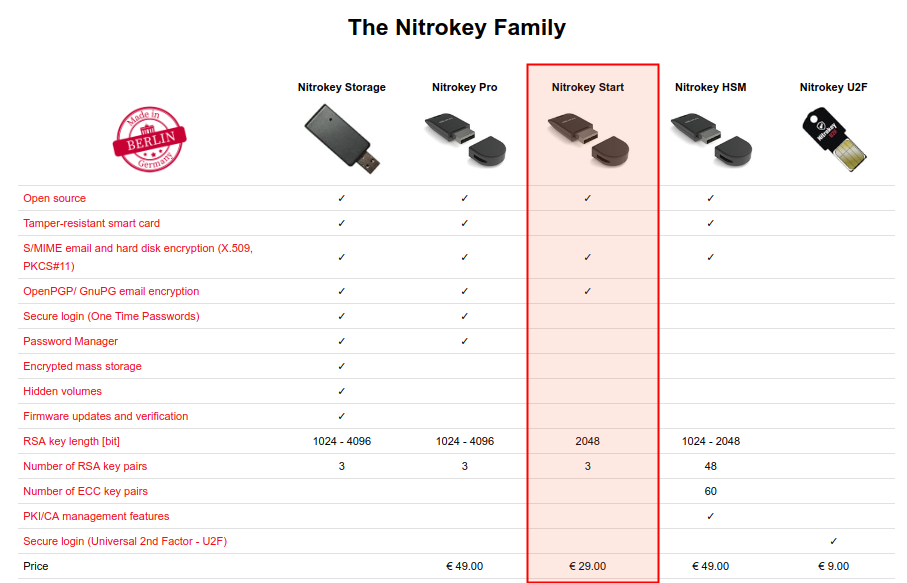 The Nitrokey Family
Nitrokey Storage Nitrokey Pro Nitrokey Start Nitrokey HSM Nitrokey U2F
Made in
BERLIN
Germany
Nitrokey
Open source ✓ ✓ ✓ ✓
Tamper-resistant smart card ✓ ✓ ✓
S/MIME email and hard disk encryption (X.509,
PKCS#11) ✓ ✓ ✓ ✓
OpenPGP/ GnuPG email encryption ✓ ✓ ✓
Secure login (One Time Passwords) ✓ ✓
Password Manager ✓ ✓
Encrypted mass storage ✓
Hidden volumes ✓
Firmware updates and verification ✓
RSA key length [bit] 1024 - 4096 1024 - 4096 2048 1024 - 2048
Number of RSA key pairs 3 3 3 48
Number of ECC key pairs 60
PKI/CA management features ✓
Secure login (Universal 2nd Factor - U2F) ✓
Price € 49.00 € 29.00 € 49.00 € 9.00